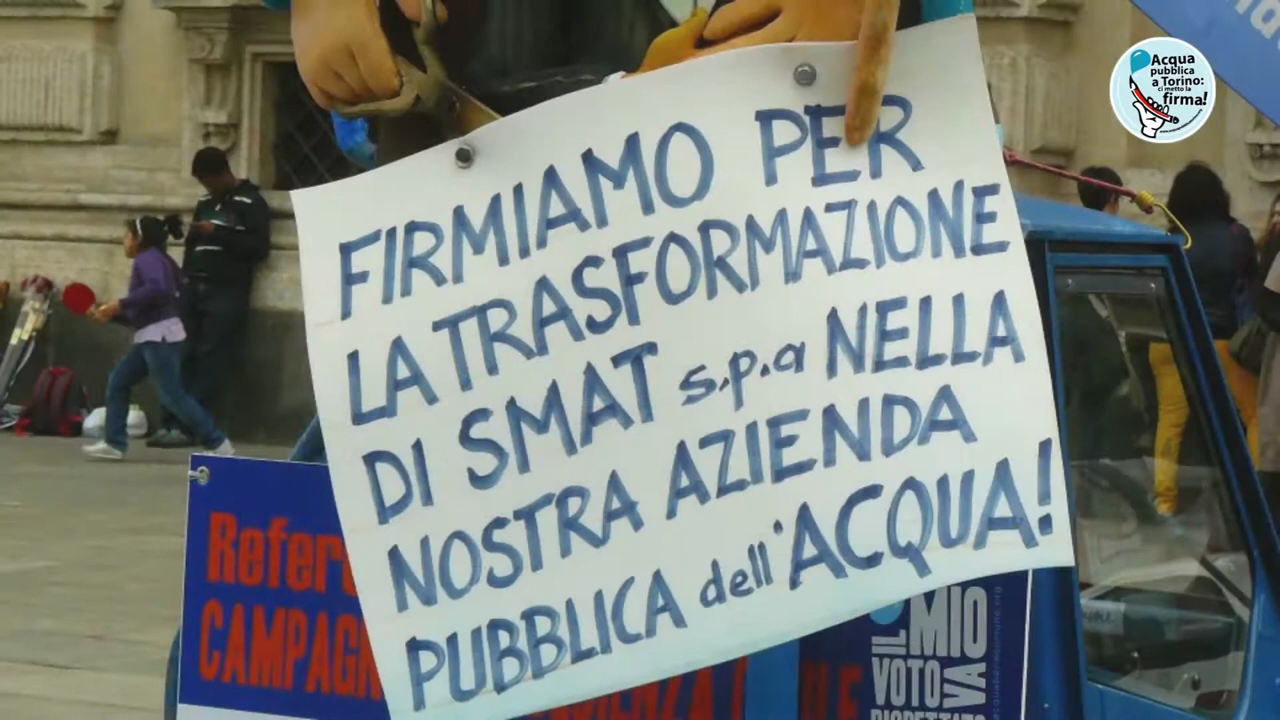 Acqua
pubblica
a Torino:
ci metto la
firma!
FIRMIAMO PER
LA TRASFORMAZIONE
DI SMAT s.p.a NELLA
NOSTRA AZIENDA
PUBBLICA dell'ACQUA!
CAMPAGN
IL MIO
VOTO
VA